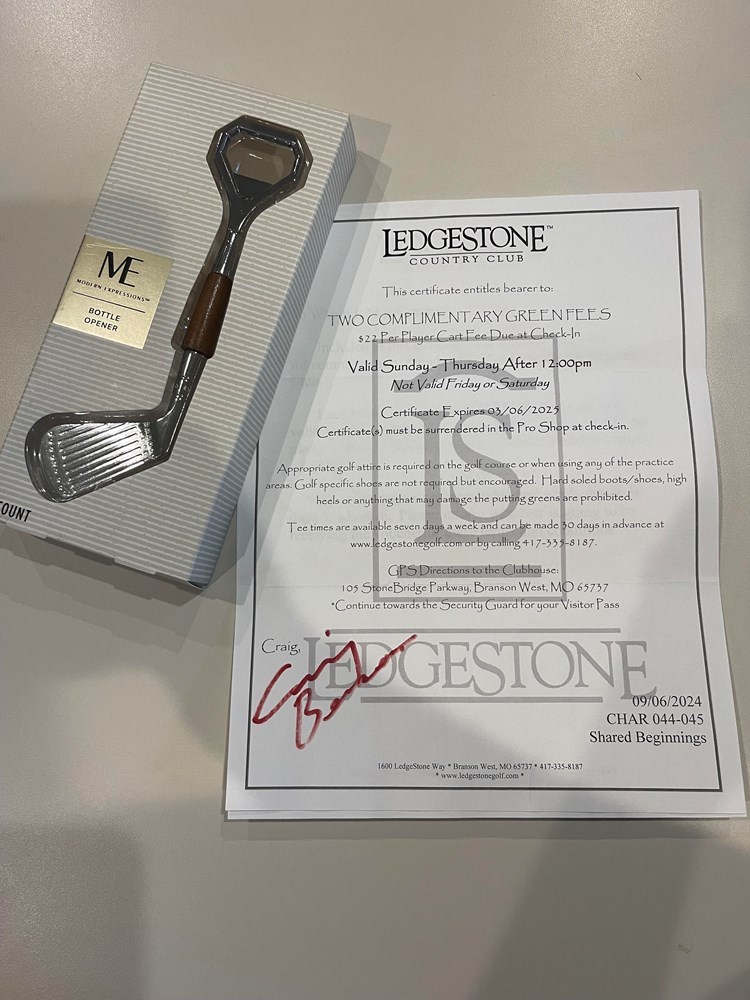 ME
MODERN EXPRESSIONS™
BOTTLE
OPENER
OUNT
LEDGESTONE™
COUNTRY CLUB
This certificate entitles bearer to:
TWO COMPLIMENTARY GREEN FEES
$22 Per Player Cart Fee Due at Check-In
Valid Sunday - Thursday After 12:00pm
Not Valid Friday or Saturday
Certificate Expires 03/06/2025
Certificate(s) must be surrendered in the Pro Shop at check-in.
Appropriate golf attire is required on the golf course or when using any of the practice
areas. Golf specific shoes are not required but encouraged. Hard soled boots/shoes, high
heels or anything that may damage the putting greens are prohibited.
Tee times are available seven days a week and can be made 30 days in advance at
www.ledgestonegolf.com or by calling 417-335-8187.
GPS Directions to the Clubhouse:
105 StoneBridge Parkway, Branson West, MO 65737
*Continue towards the Security Guard for your Visitor Pass
LS
Craig,
LEDGESTONE
Craig
09/06/2024
CHAR 044-045
Shared Beginnings
1600 LedgeStone Way * Branson West, MO 65737 * 417-335-8187
* www.ledgestonegolf.com *